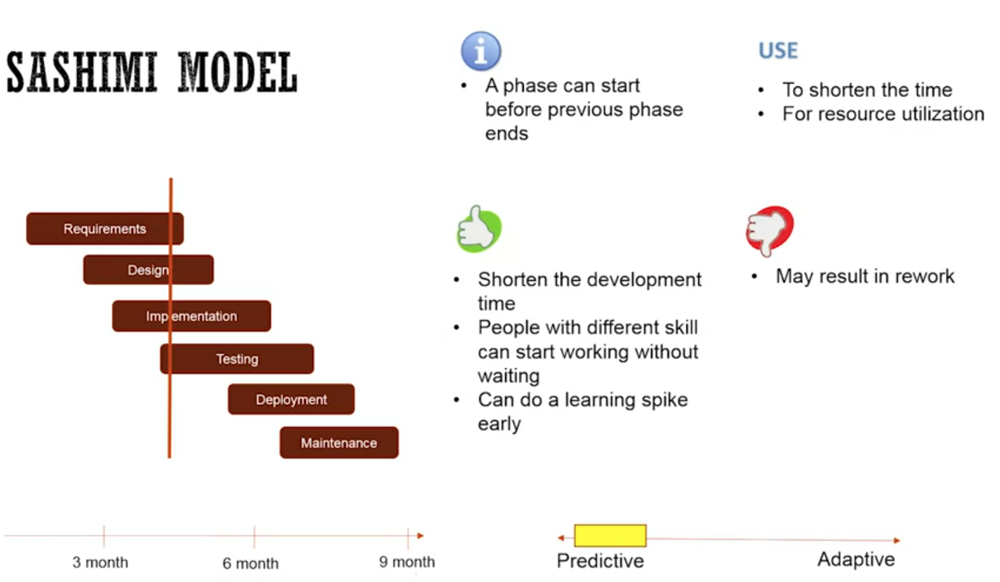 SASHIMI MODEL
i
• A phase can start
before previous phase
ends
USE
• To shorten the time
• For resource utilization
Requirements
Design
Implementation
Testing
Deployment
Maintenance
• Shorten the development
time
• People with different skill
can start working without
waiting
• Can do a learning spike
early
• May result in rework
3 month
6 month
9 month
Predictive
Adaptive